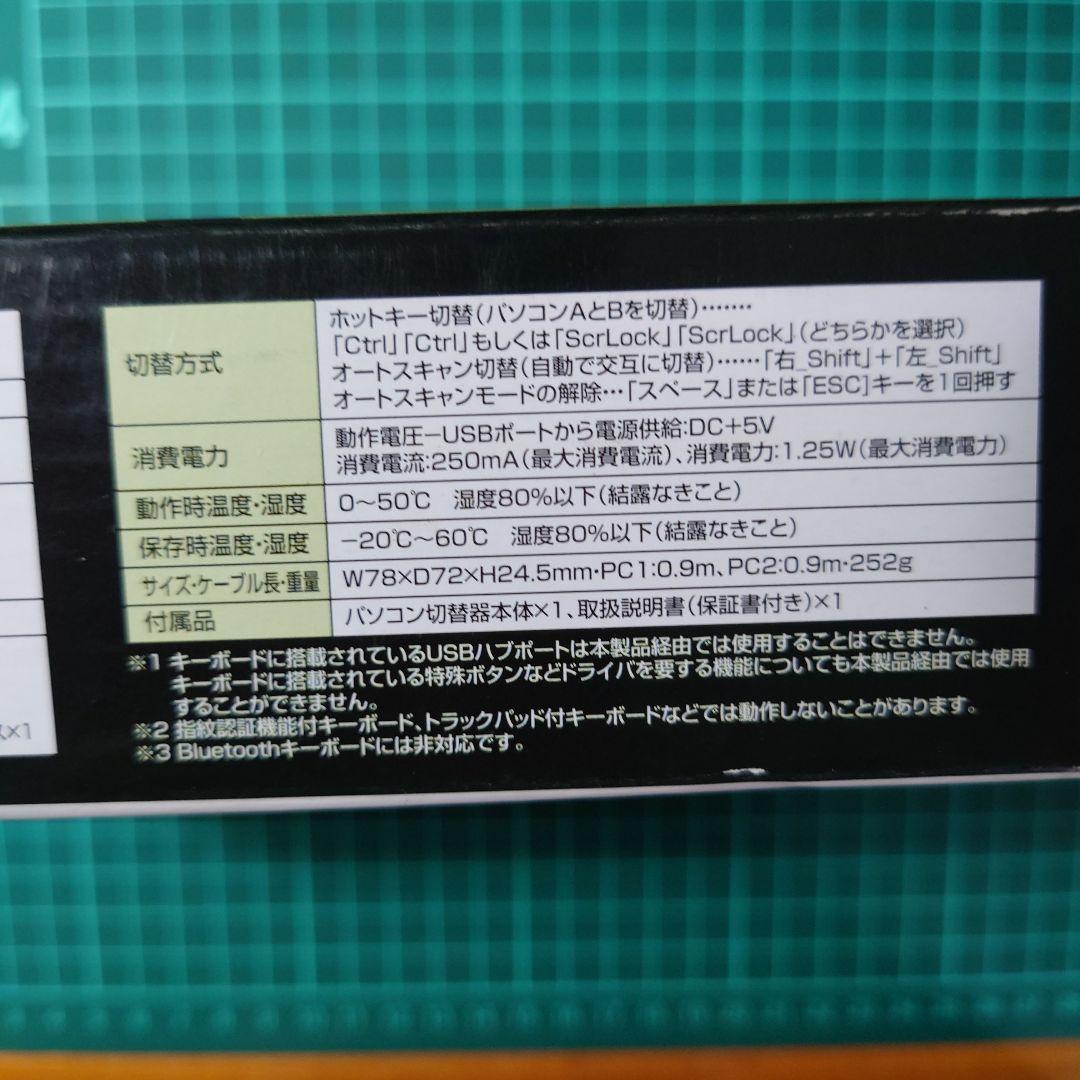 切替方式
ホットキー切替(パソコンAとBを切替)‥‥‥‥
「Ctrl」「Ctrl」もしくは「ScrLock」「ScrLock」(どちらかを選択)
オートスキャン切替(自動で交互に切替)‥‥‥「右_Shift」+「左_Shift」
オートスキャンモードの解除…「スペース」または「ESC]キーを1回押す
消費電力
動作電圧−USBポートから電源供給:DC+5V
消費電流:250mA(最大消費電流)、消費電力:1.25W(最大消費電力)
動作時温度・湿度 0〜50℃ 湿度80%以下(結露なきこと)
保存時温度・湿度 −20℃〜60℃ 湿度80%以下(結露なきこと)
サイズ・ケーブル長・重量 W78×D72×H24.5mm・PC1:0.9m、PC2:0.9m・252g
付属品 パソコン切替器本体×1、取扱説明書(保証書付き)×1
※1 キーボードに搭載されているUSBハブポートは本製品経由では使用することはできません。
キーボードに搭載されている特殊ボタンなどドライバを要する機能についても本製品経由では使用
することができません。
※2 指紋認証機能付キーボード、トラックパッド付キーボードなどでは動作しないことがあります。
※3 Bluetoothキーボードには非対応です。
×1
4